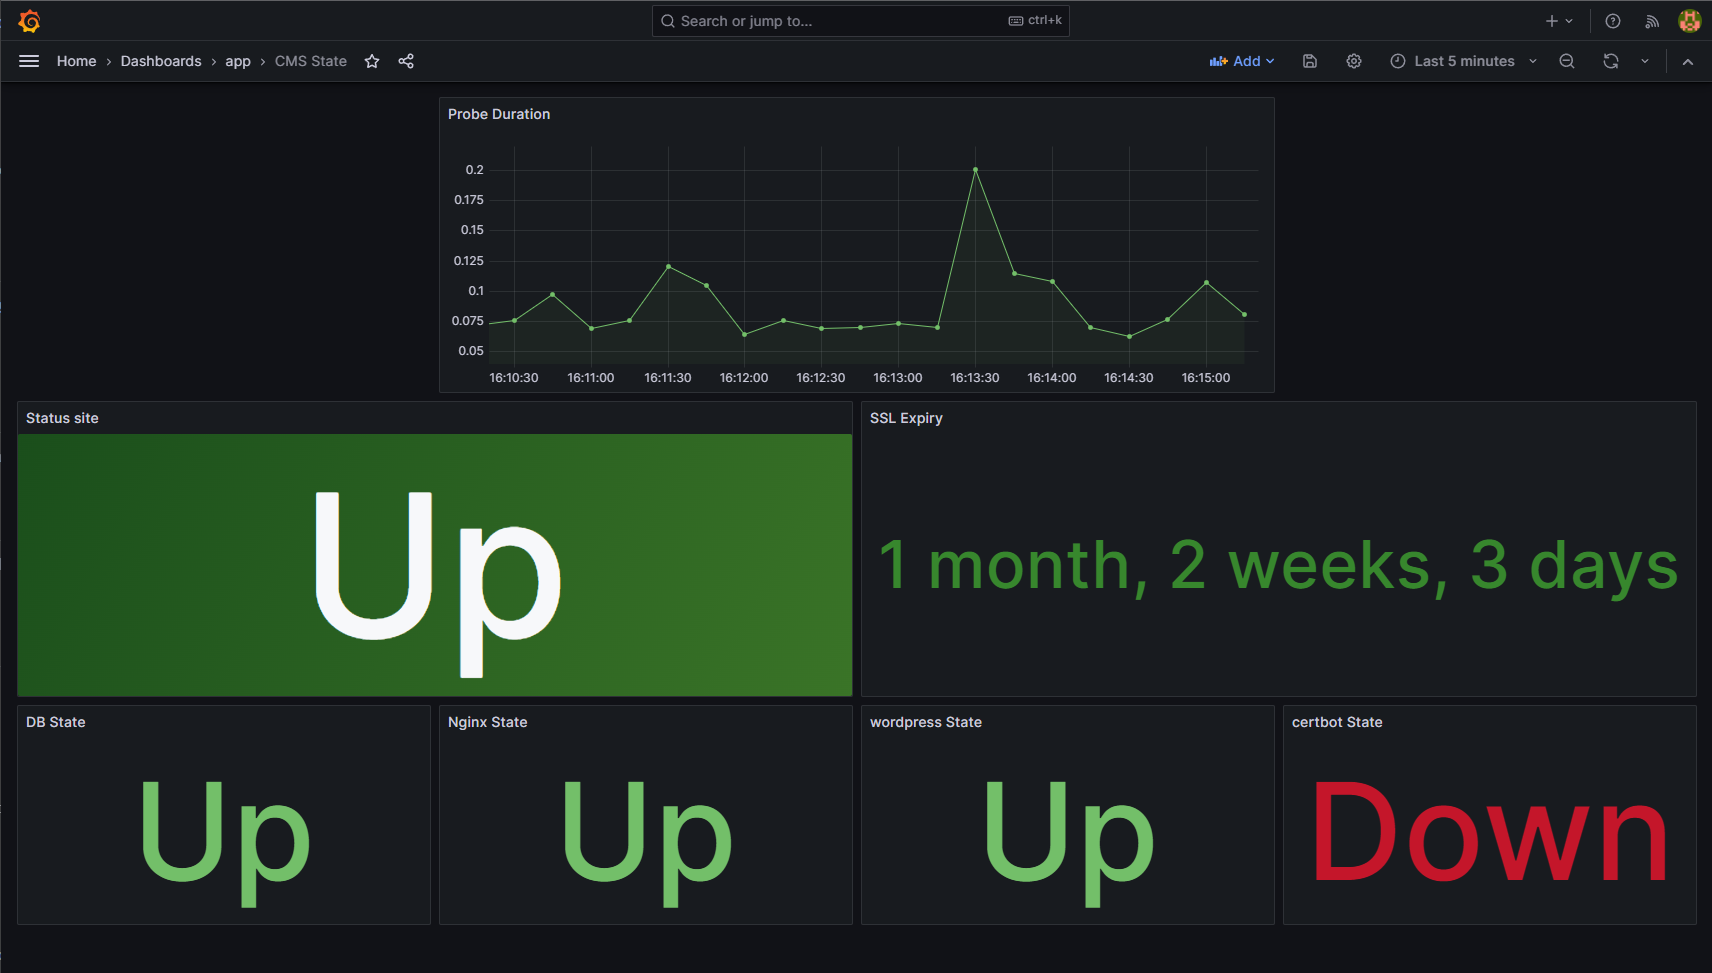 Search or jump to... ctrl+k
Home › Dashboards › app › CMS State Add Last 5 minutes
Probe Duration
0.2
0.175
0.15
0.125
0.1
0.075
0.05
16:10:30 16:11:00 16:11:30 16:12:00 16:12:30 16:13:00 16:13:30 16:14:00 16:14:30 16:15:00
Status site
Up
SSL Expiry
1 month, 2 weeks, 3 days
DB State
Up
Nginx State
Up
wordpress State
Up
certbot State
Down